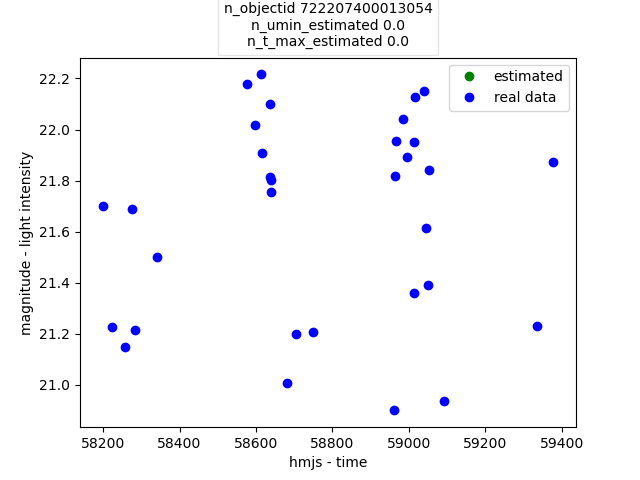 n_objectid 722207400013054
n_umin_estimated 0.0
n_t_max_estimated 0.0
estimated
real data
magnitude - light intensity
22.2
22.0
21.8
21.6
21.4
21.2
21.0
58200 58400 58600 58800 59000 59200 59400
hmjs - time